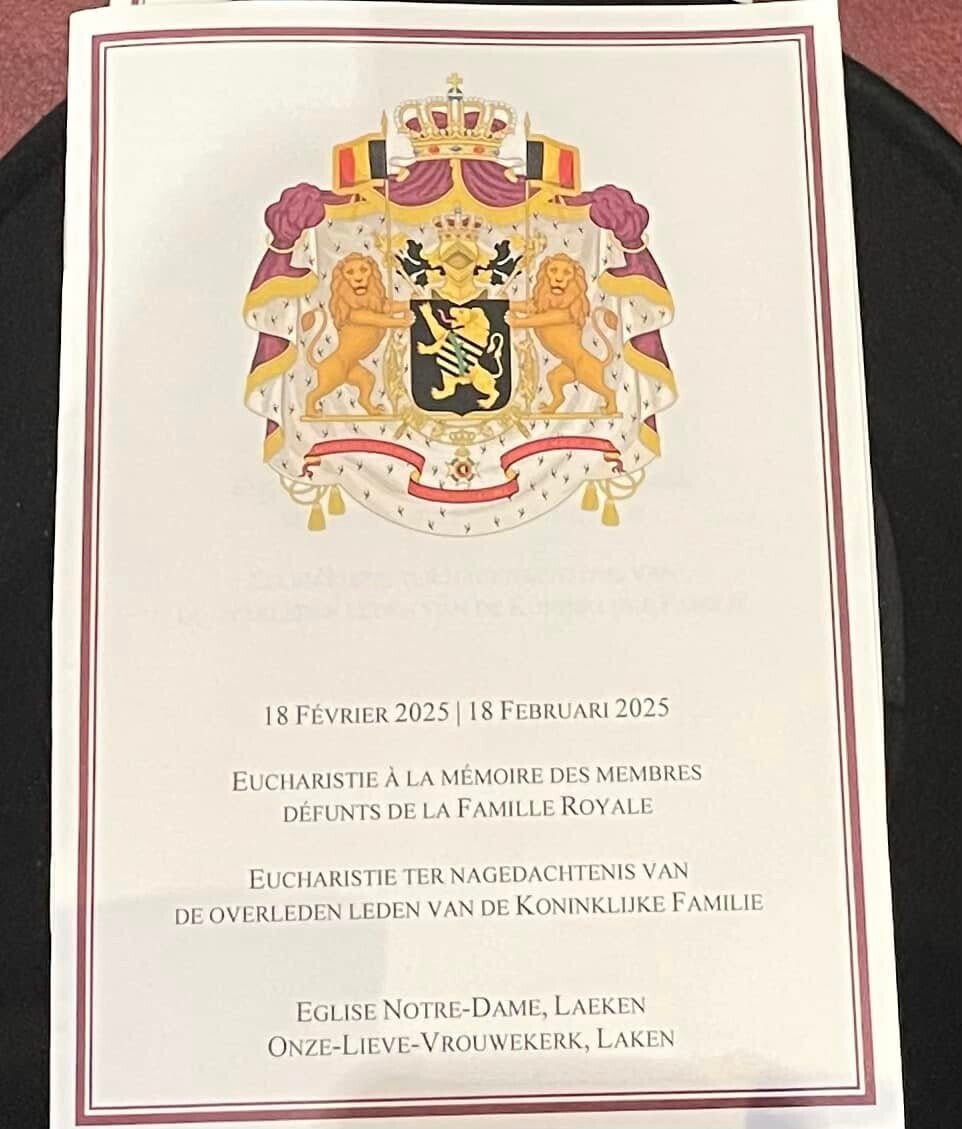 18 Février 2025 | 18 Februari 2025
Eucharistie à la mémoire des membres
défunts de la Famille Royale
Eucharistie ter nagedachtenis van
de overleden leden van de Koninklijke Familie
Eglise Notre-Dame, Laeken
Onze-Lieve-Vrouwekerk, Laken